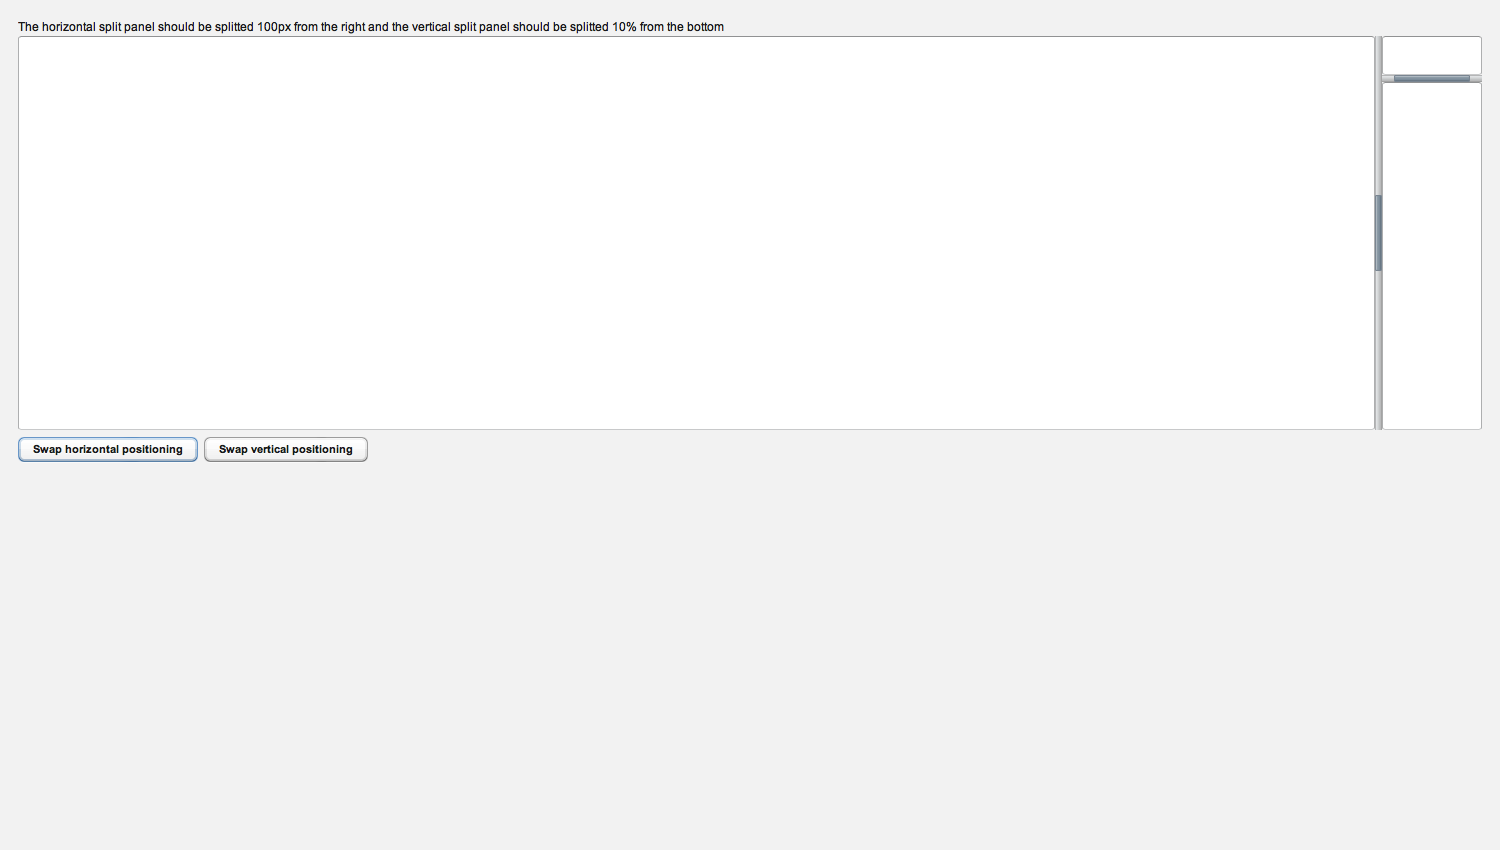 The horizontal split panel should be splitted 100px from the right and the vertical split panel should be splitted 10% from the bottom
Swap horizontal positioning
Swap vertical positioning